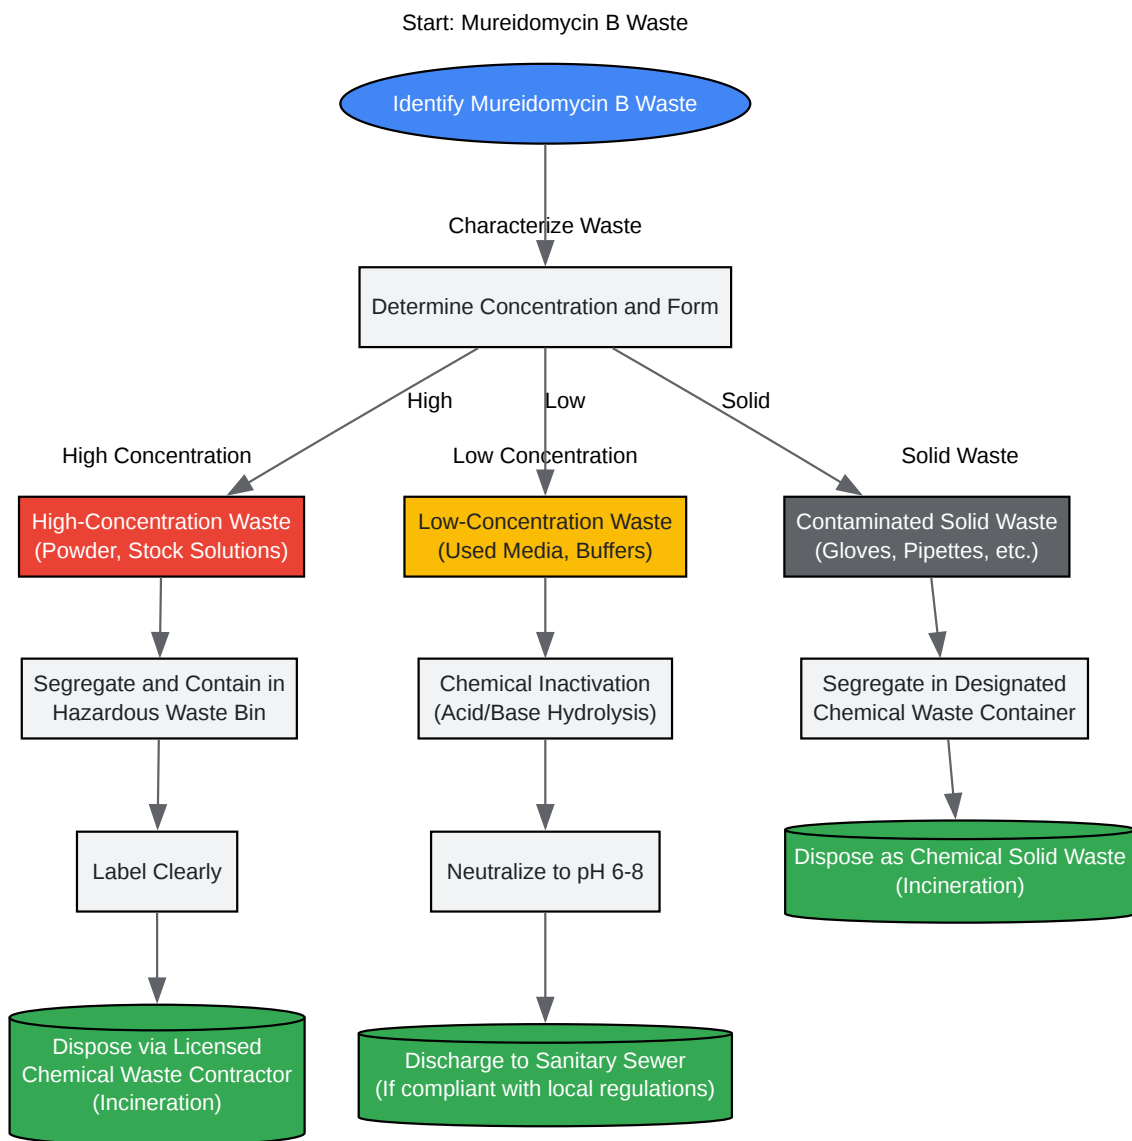 Start: Mureidomycin B Waste
Identify Mureidomycin B Waste
Characterize Waste
Determine Concentration and Form
High
Low
Solid
High Concentration
Low Concentration
Solid Waste
High-Concentration Waste
(Powder, Stock Solutions)
Low-Concentration Waste
(Used Media, Buffers)
Contaminated Solid Waste
(Gloves, Pipettes, etc.)
Segregate and Contain in
Hazardous Waste Bin
Chemical Inactivation
(Acid/Base Hydrolysis)
Segregate in Designated
Chemical Waste Container
Label Clearly
Neutralize to pH 6-8
Dispose as Chemical Solid Waste
(Incineration)
Dispose via Licensed
Chemical Waste Contractor
(Incineration)
Discharge to Sanitary Sewer
(If compliant with local regulations)